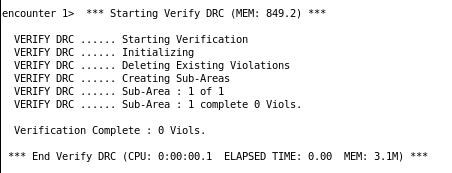 encounter 1>  *** Starting Verify DRC (MEM: 849.2) ***
VERIFY DRC ...... Starting Verification
VERIFY DRC ...... Initializing
VERIFY DRC ...... Deleting Existing Violations
VERIFY DRC ...... Creating Sub-Areas
VERIFY DRC ...... Sub-Area : 1 of 1
VERIFY DRC ...... Sub-Area : 1 complete 0 Viols.
Verification Complete : 0 Viols.
*** End Verify DRC (CPU: 0:00:00.1  ELAPSED TIME: 0.00  MEM: 3.1M) ***